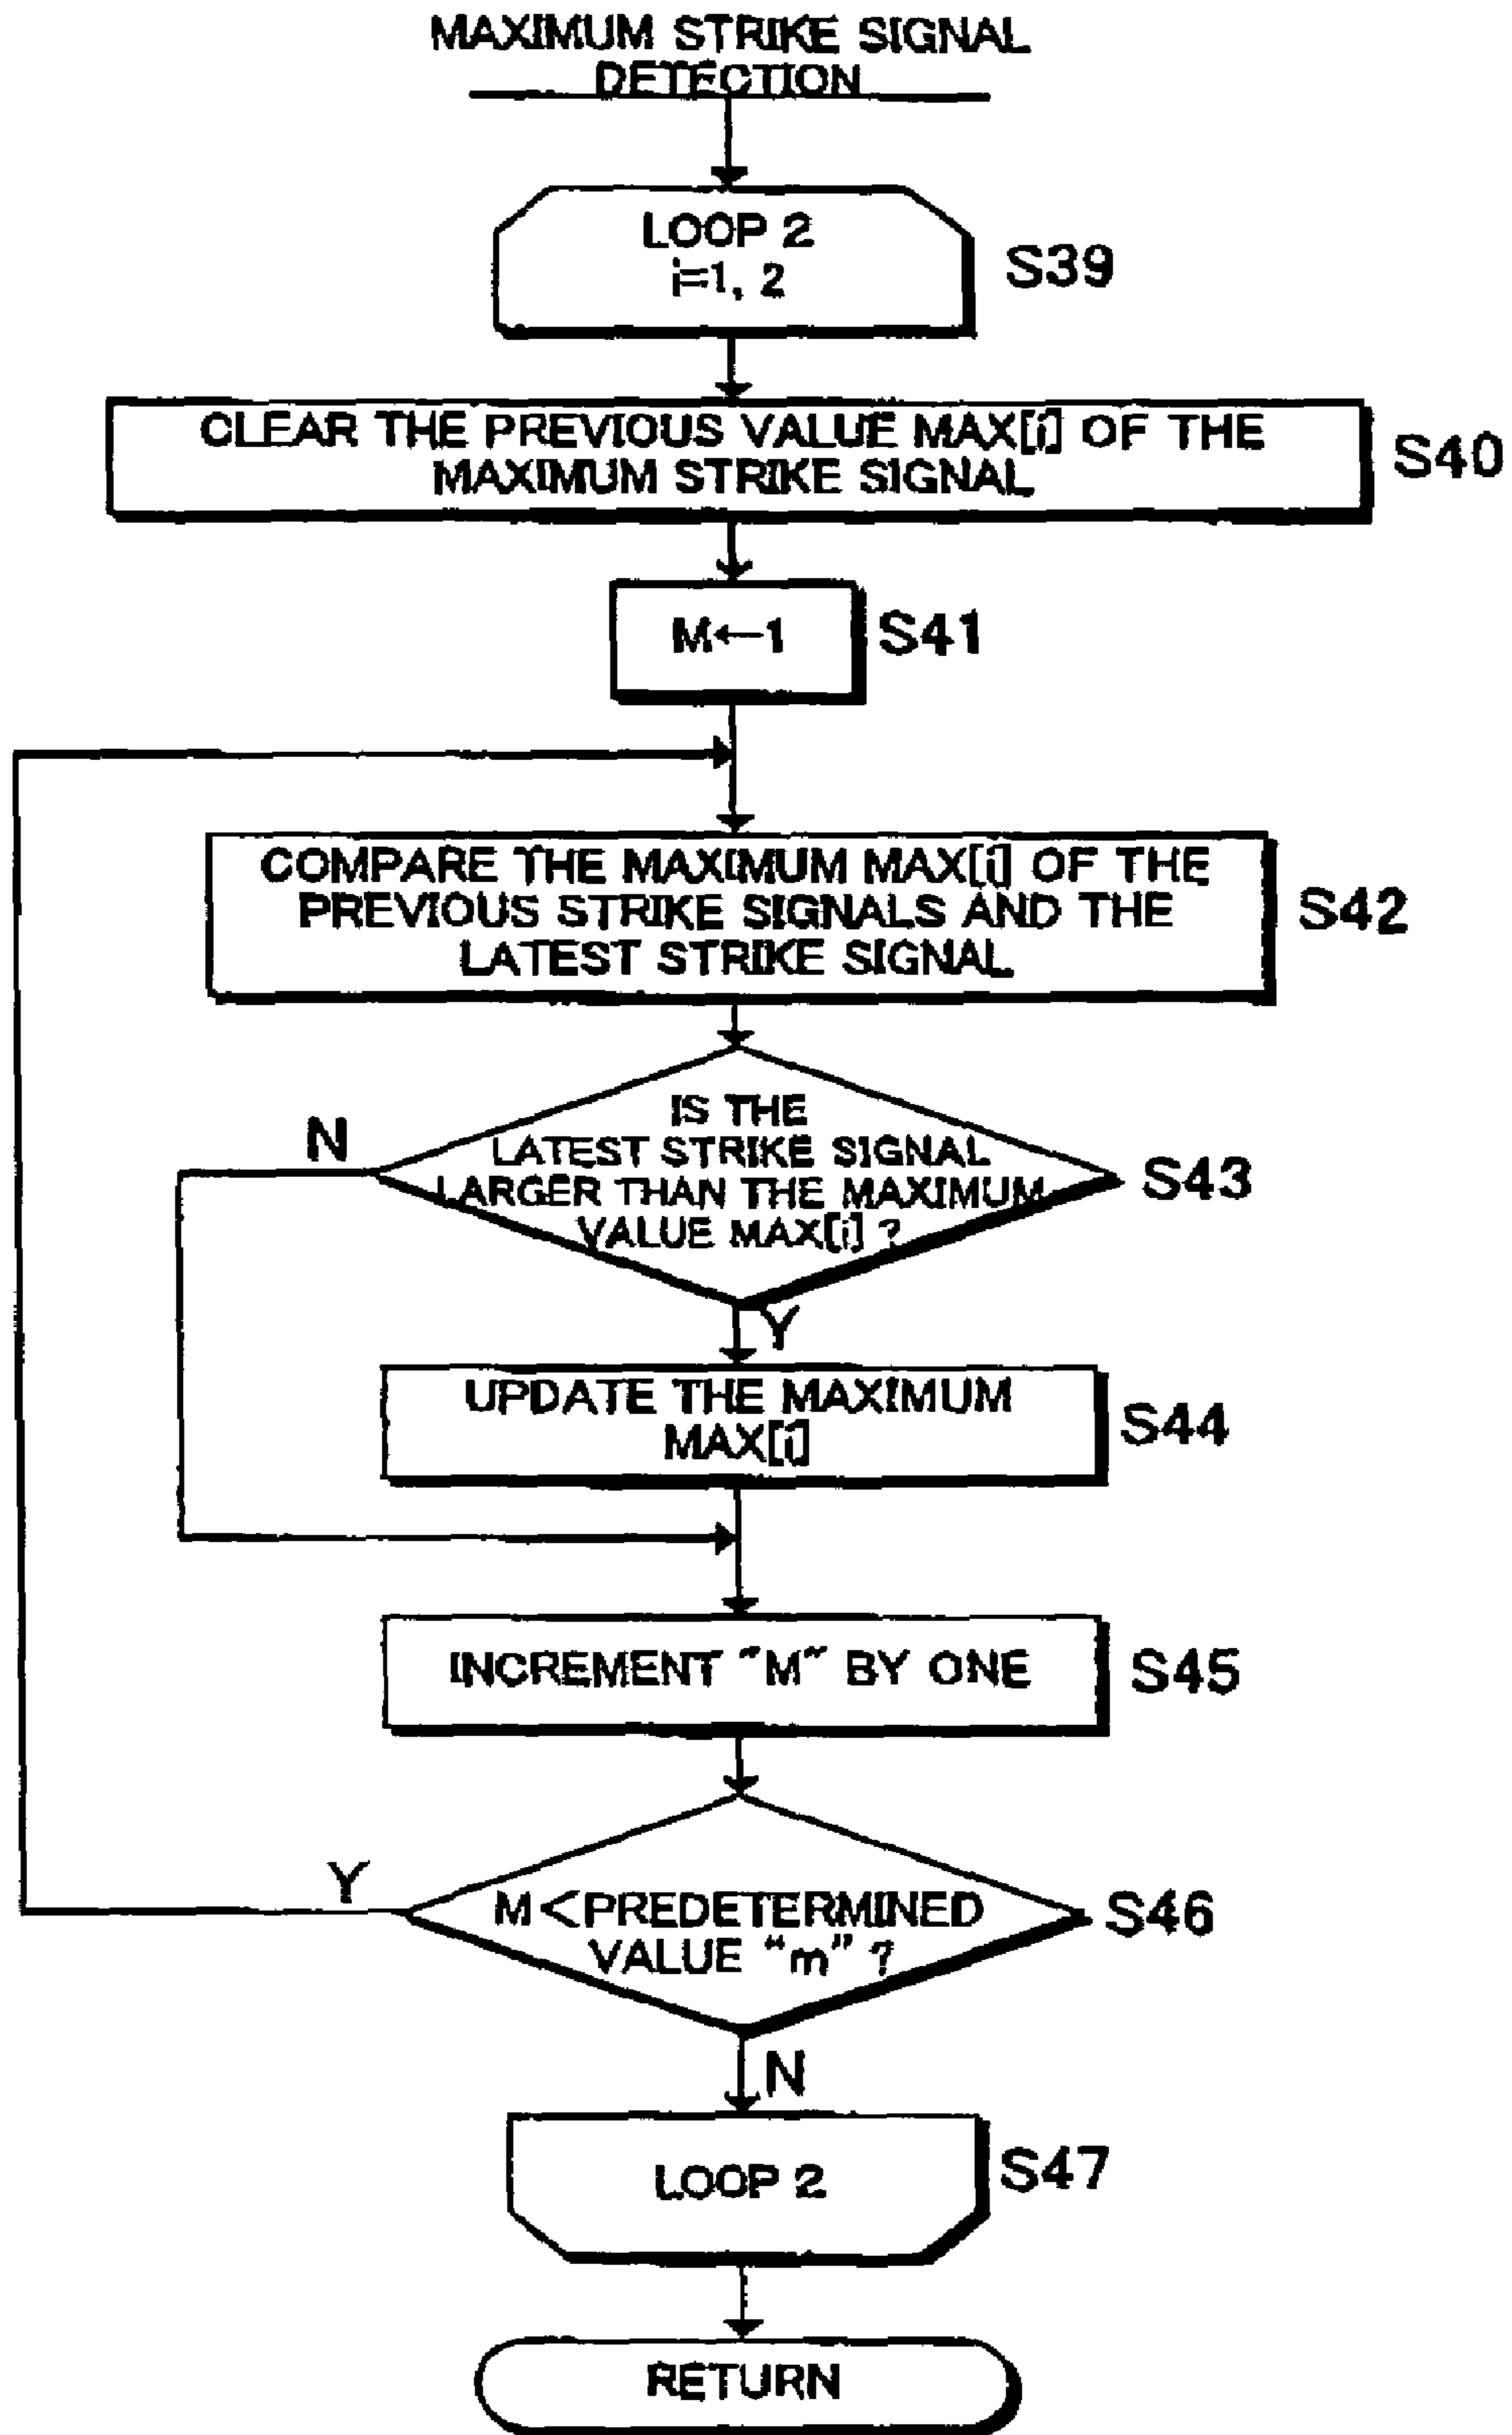 MAXIMUM STRIKE SIGNAL
DETECTION
LOOP 2
i=1, 2
S39
CLEAR THE PREVIOUS VALUE MAX[i] OF THE
MAXIMUM STRIKE SIGNAL
S40
M←1
S41
COMPARE THE MAXIMUM MAX[i] OF THE
PREVIOUS STRIKE SIGNALS AND THE
LATEST STRIKE SIGNAL
S42
IS THE
LATEST STRIKE SIGNAL
LARGER THAN THE MAXIMUM
VALUE MAX[i] ?
N
S43
Y
UPDATE THE MAXIMUM
MAX[i]
S44
INCREMENT "M" BY ONE
S45
Y
M<PREDETERMINED
VALUE "m" ?
S46
N
LOOP 2
S47
RETURN